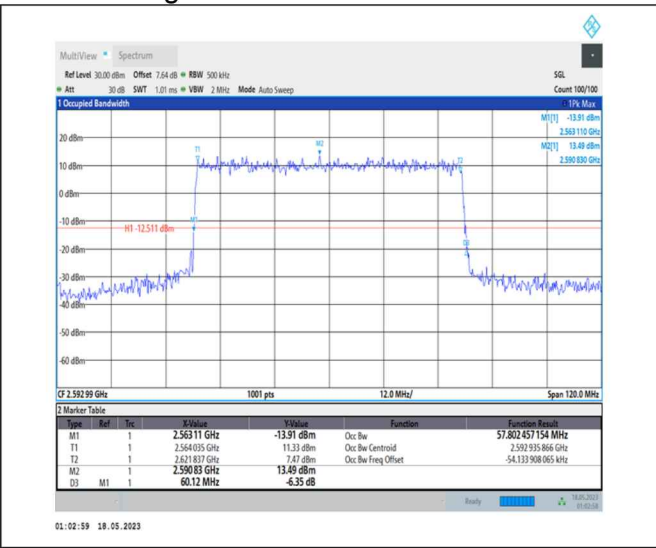 MultiView Spectrum
Ref Level 30.00 dBm Offset 7.64 dB RBW 500 kHz SGL
Att 30 dB SWT 1.01 ms VBW 2 MHz Mode Auto Sweep Count 100/100
1 Occupied Bandwidth 1Pk Max
M1[1] -13.91 dBm
2.563 110 GHz
M2[1] 13.49 dBm
2.590 830 GHz
20 dBm
T1 M2 T2
10 dBm
0 dBm
-10 dBm
M1
H1 -12.511 dBm
D3
-20 dBm
-30 dBm
-40 dBm
-50 dBm
-60 dBm
CF 2.592 99 GHz 1001 pts 12.0 MHz/ Span 120.0 MHz
2 Marker Table
Type Ref Trc X-Value Y-Value Function Function Result
M1 1 2.563 11 GHz -13.91 dBm Occ Bw 57.802 457 154 MHz
T1 1 2.564 035 GHz 11.33 dBm Occ Bw Centroid 2.592 935 866 GHz
T2 1 2.621 837 GHz 7.47 dBm Occ Bw Freq Offset -54.133 908 065 kHz
M2 1 2.590 83 GHz 13.49 dBm
D3 M1 1 60.12 MHz -6.35 dB
Ready 18.05.2023
01:02:58
01:02:59 18.05.2023